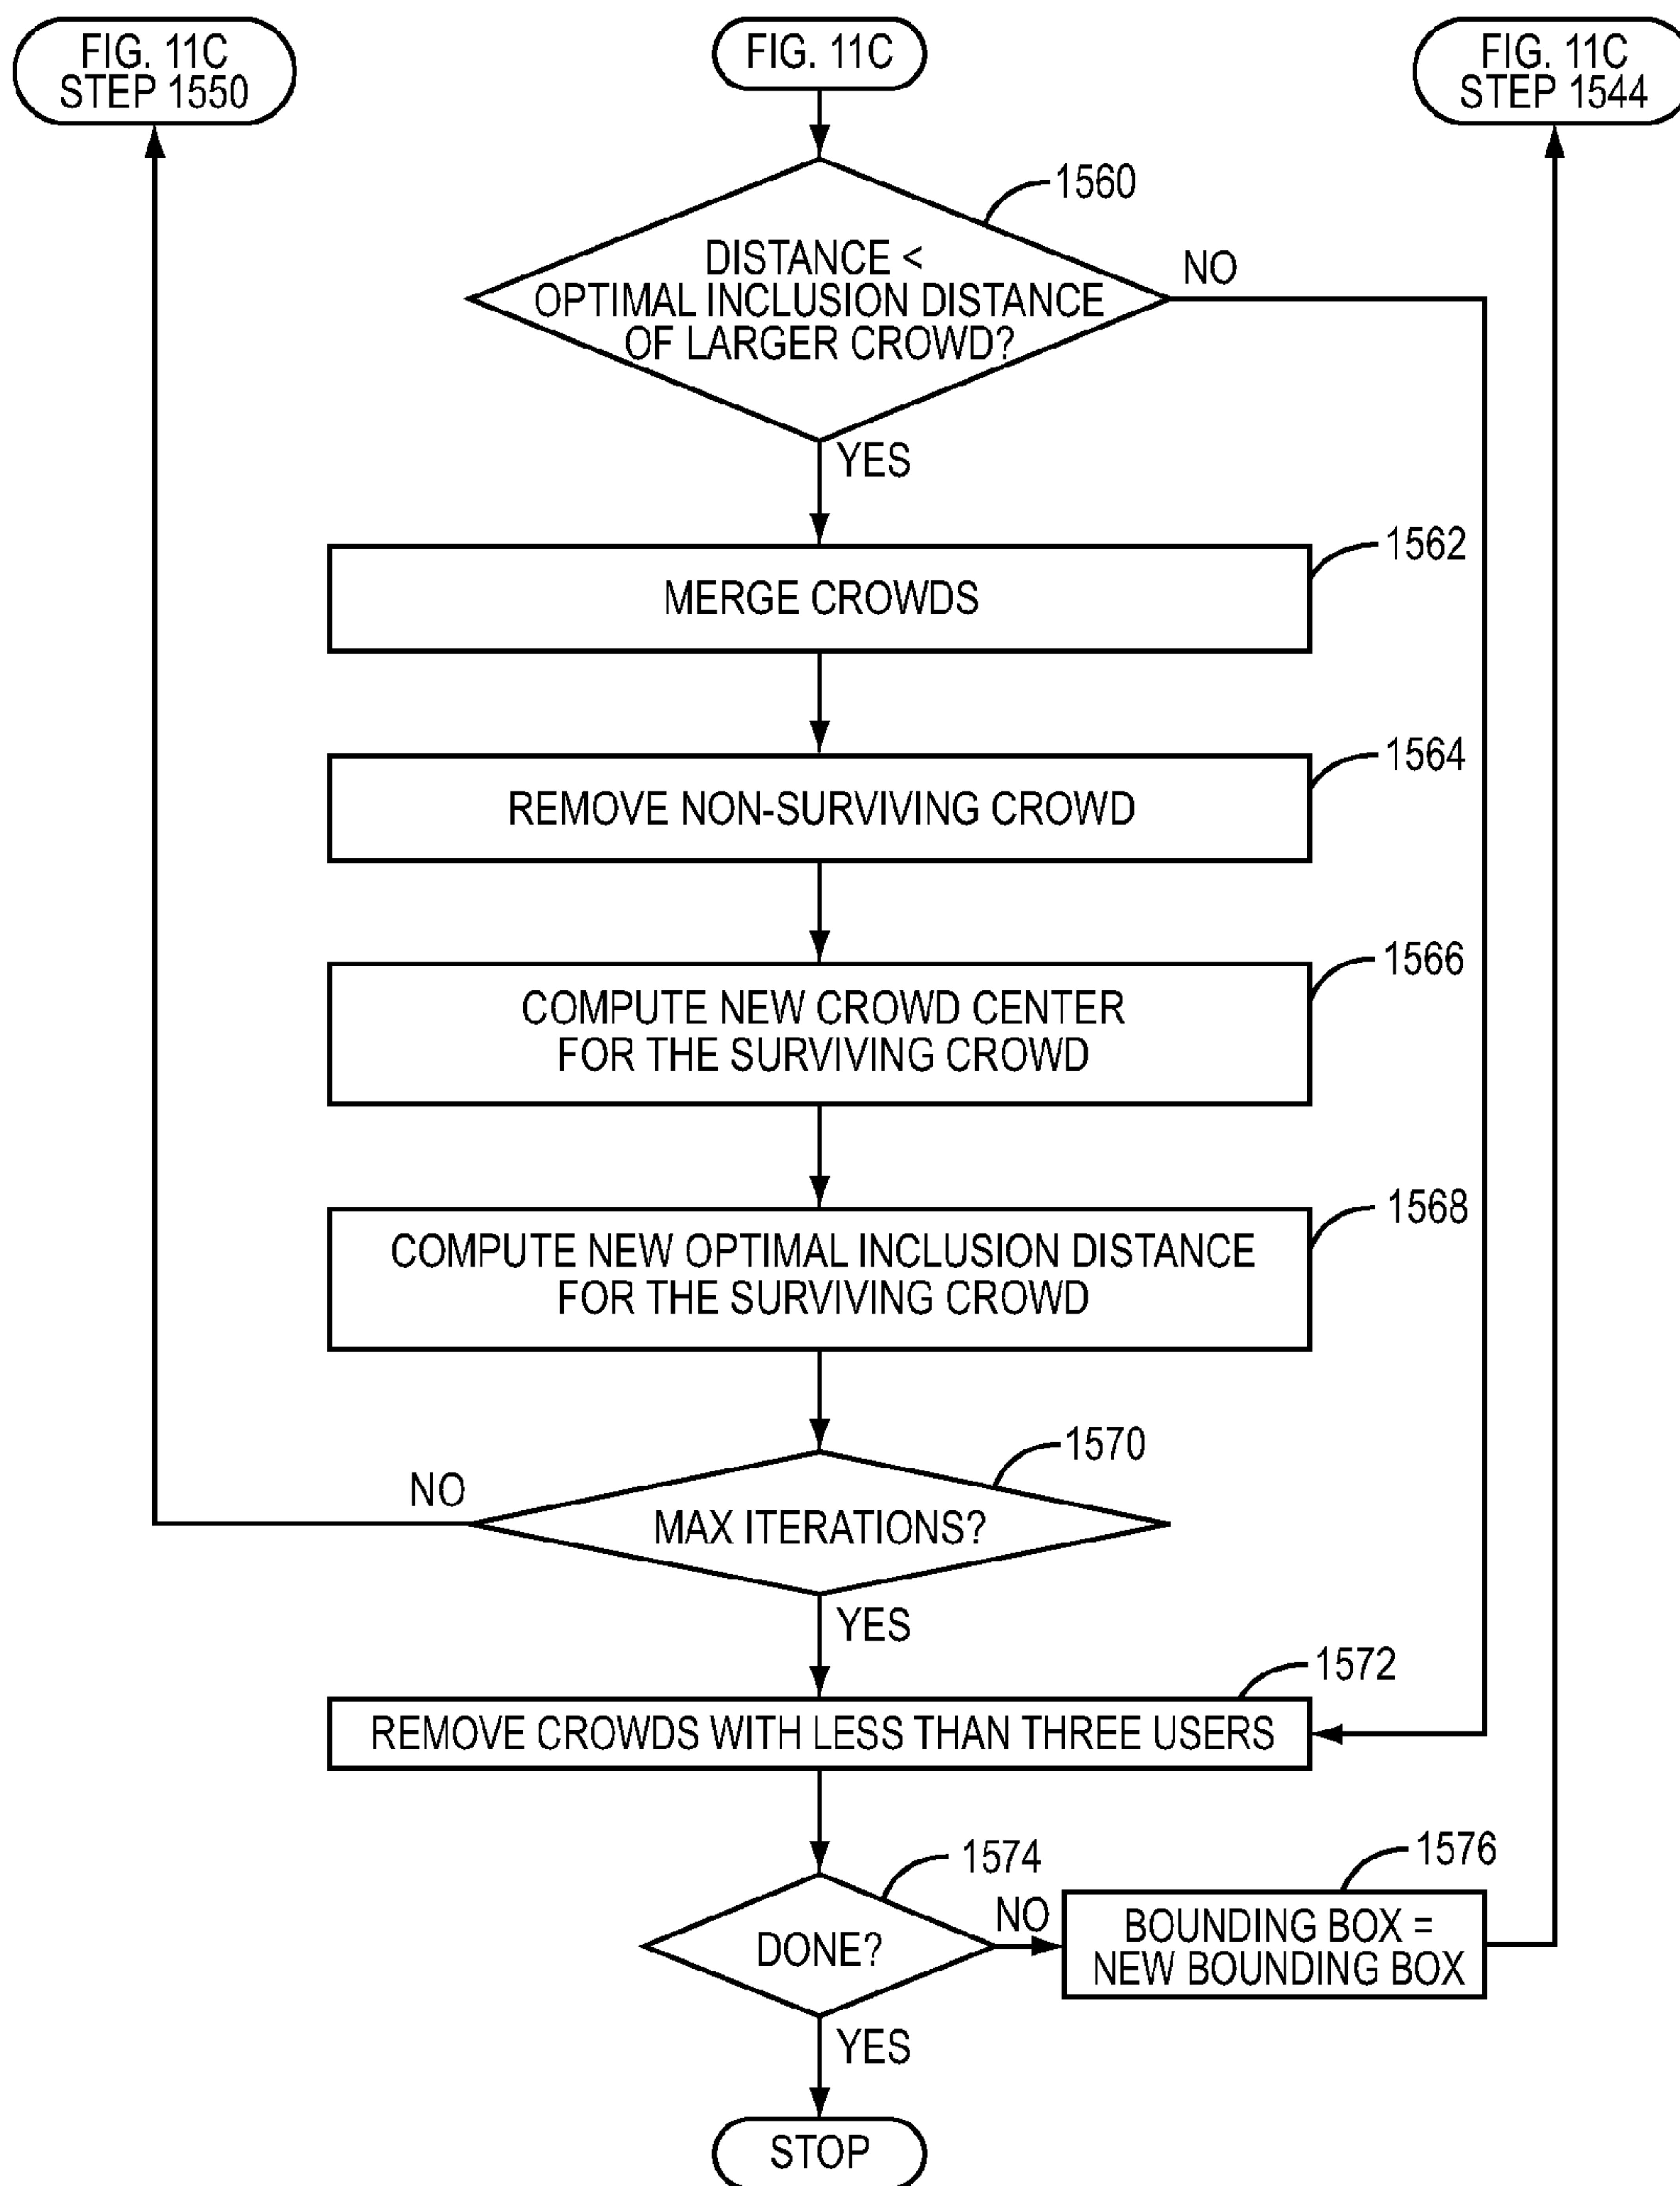 FIG. 11C
STEP 1550
FIG. 11C
FIG. 11C
STEP 1544
1560
DISTANCE <
OPTIMAL INCLUSION DISTANCE
OF LARGER CROWD?
NO
YES
1562
MERGE CROWDS
1564
REMOVE NON-SURVIVING CROWD
1566
COMPUTE NEW CROWD CENTER
FOR THE SURVIVING CROWD
1568
COMPUTE NEW OPTIMAL INCLUSION DISTANCE
FOR THE SURVIVING CROWD
1570
NO
MAX ITERATIONS?
YES
1572
REMOVE CROWDS WITH LESS THAN THREE USERS
1574
1576
DONE?
NO
BOUNDING BOX =
NEW BOUNDING BOX
YES
STOP